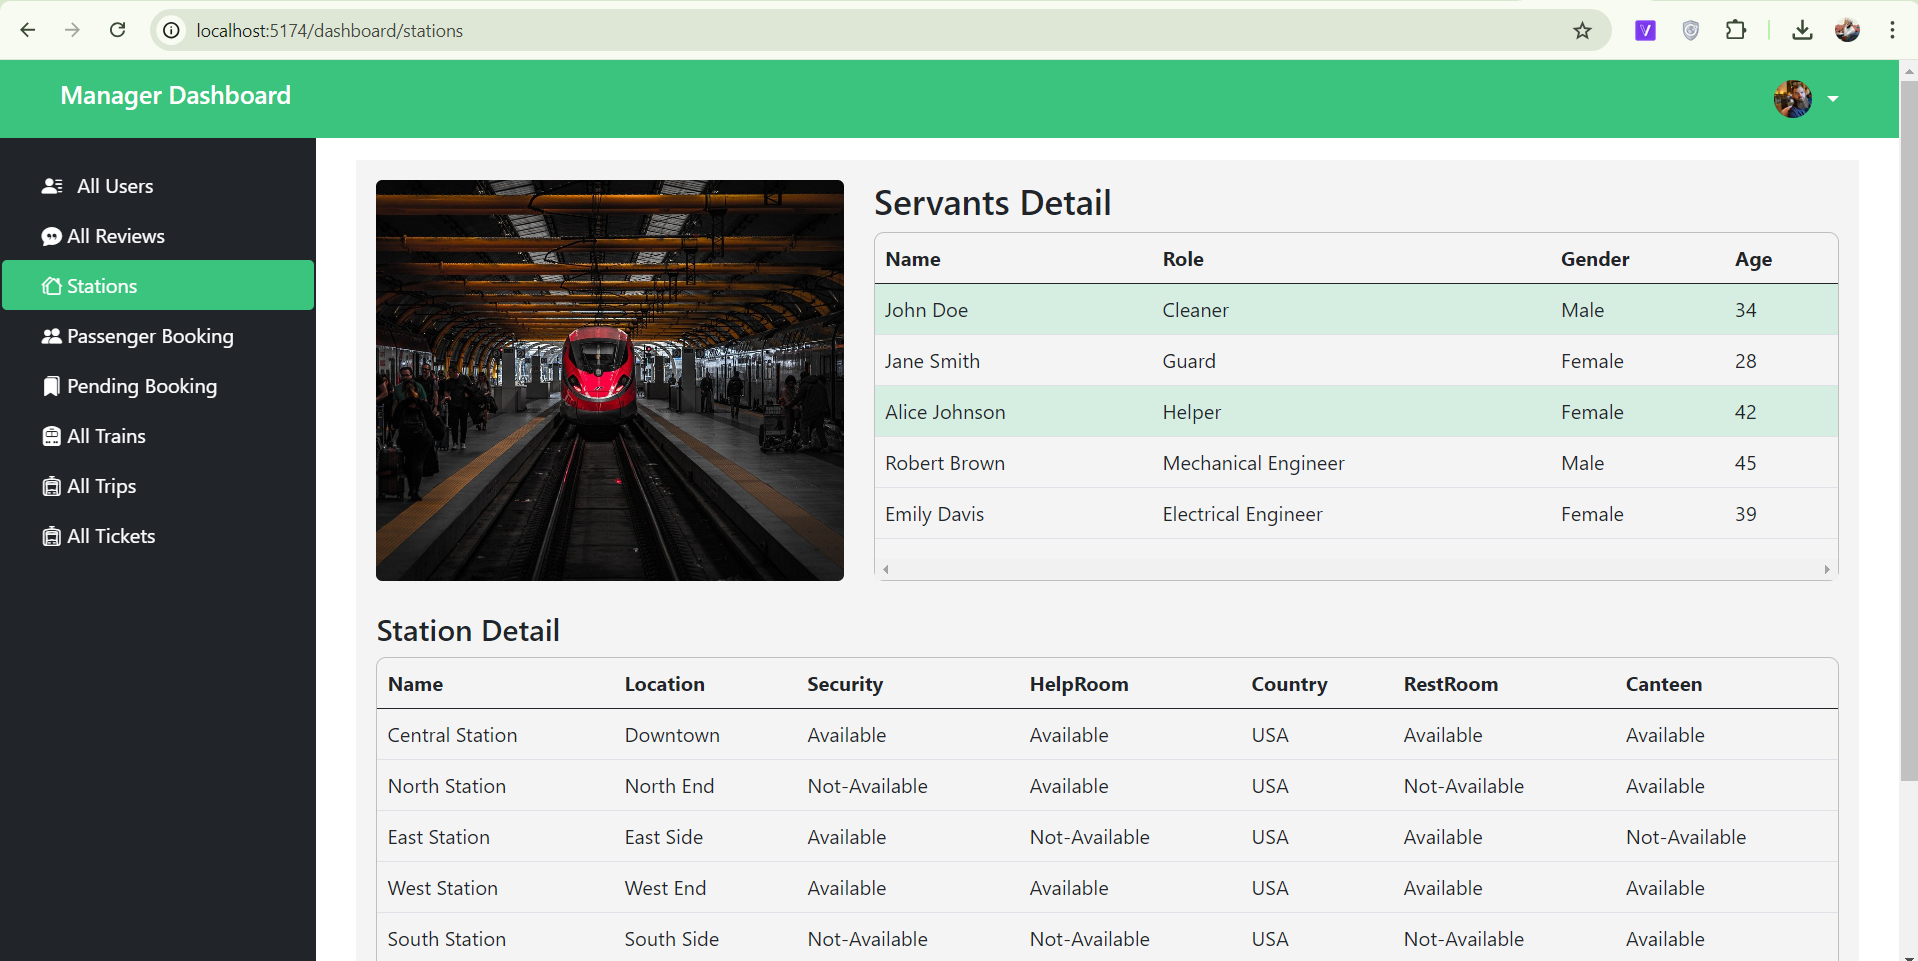 localhost:5174/dashboard/stations
Manager Dashboard
All Users
All Reviews
Stations
Passenger Booking
Pending Booking
All Trains
All Trips
All Tickets
Servants Detail
Name Role Gender Age
John Doe Cleaner Male 34
Jane Smith Guard Female 28
Alice Johnson Helper Female 42
Robert Brown Mechanical Engineer Male 45
Emily Davis Electrical Engineer Female 39
Station Detail
Name Location Security HelpRoom Country RestRoom Canteen
Central Station Downtown Available Available USA Available Available
North Station North End Not-Available Available USA Not-Available Available
East Station East Side Available Not-Available USA Available Not-Available
West Station West End Available Available USA Available Available
South Station South Side Not-Available Not-Available USA Not-Available Available